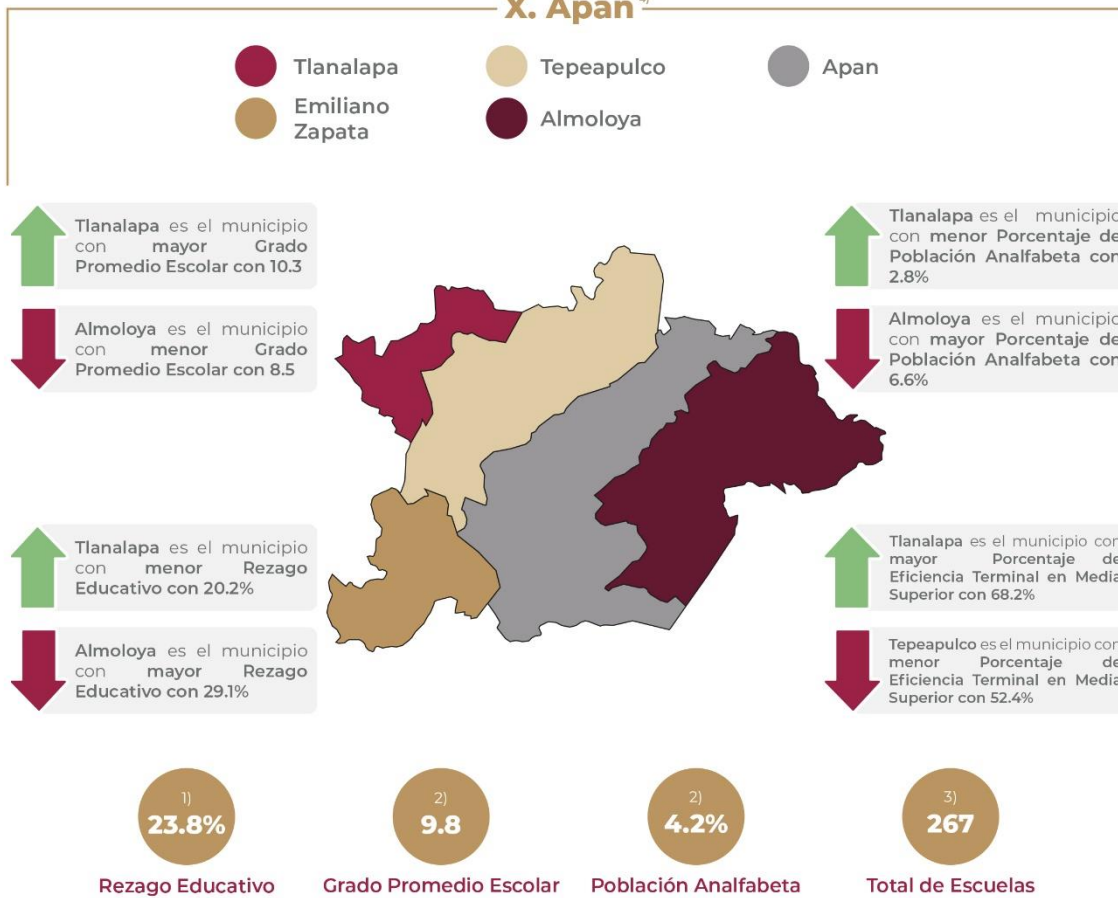 X. Apan 4)
Tlanalapa
Tepeapulco
Apan
Emiliano
Zapata
Almoloya
Tlanalapa es el municipio
con mayor Grado
Promedio Escolar con 10.3
Almoloya es el municipio
con menor Grado
Promedio Escolar con 8.5
Tlanalapa es el municipio
con menor Porcentaje de
Población Analfabeta con
2.8%
Almoloya es el municipio
con mayor Porcentaje de
Población Analfabeta con
6.6%
Tlanalapa es el municipio
con menor Rezago
Educativo con 20.2%
Almoloya es el municipio
con mayor Rezago
Educativo con 29.1%
Tlanalapa es el municipio con
mayor Porcentaje de
Eficiencia Terminal en Media
Superior con 68.2%
Tepeapulco es el municipio con
menor Porcentaje de
Eficiencia Terminal en Media
Superior con 52.4%
1)
23.8%
Rezago Educativo
2)
9.8
Grado Promedio Escolar
2)
4.2%
Población Analfabeta
3)
267
Total de Escuelas